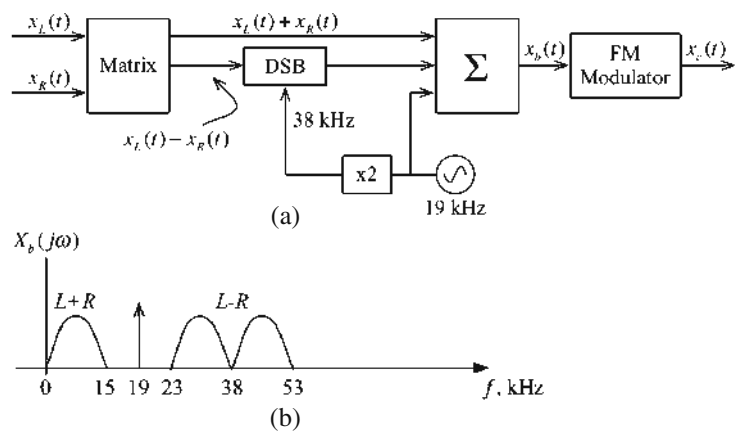 x_L(t)
x_L(t) + x_R(t)
x_R(t)
Matrix
DSB
Σ
x_b(t)
FM
Modulator
x_c(t)
38 kHz
x_L(t) – x_R(t)
x2
19 kHz
(a)
X_b(jω)
L+R
L-R
0 15 19 23 38 53 f, kHz
(b)